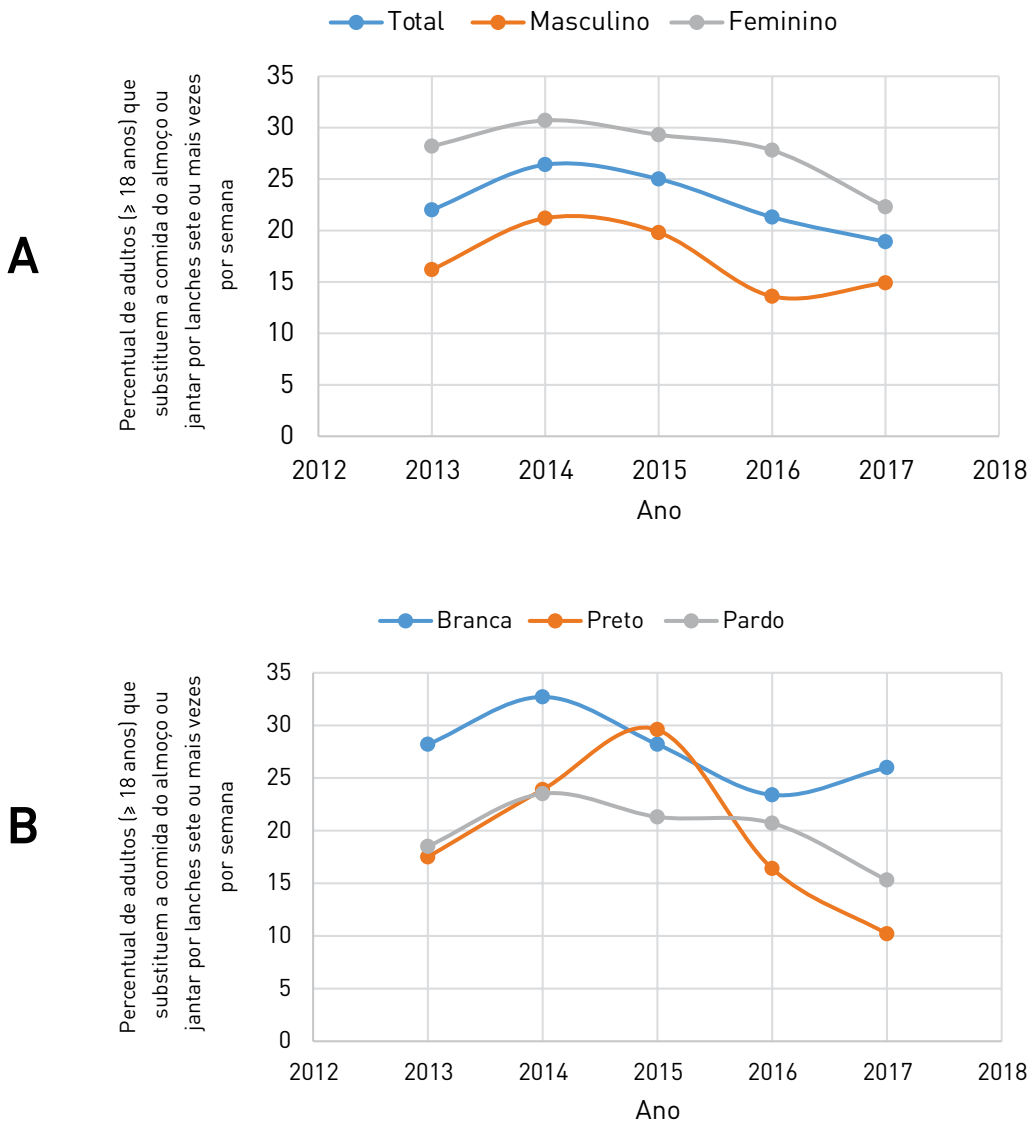 Total Masculino Feminino
A
Percentual de adultos (≥ 18 anos) que
substituem a comida do almoço ou
jantar por lanches sete ou mais vezes
por semana
35
30
25
20
15
10
5
0
2012 2013 2014 2015 2016 2017 2018
Ano
Branca Preto Pardo
B
Percentual de adultos (≥ 18 anos) que
substituem a comida do almoço ou
jantar por lanches sete ou mais vezes
por semana
35
30
25
20
15
10
5
0
2012 2013 2014 2015 2016 2017 2018
Ano